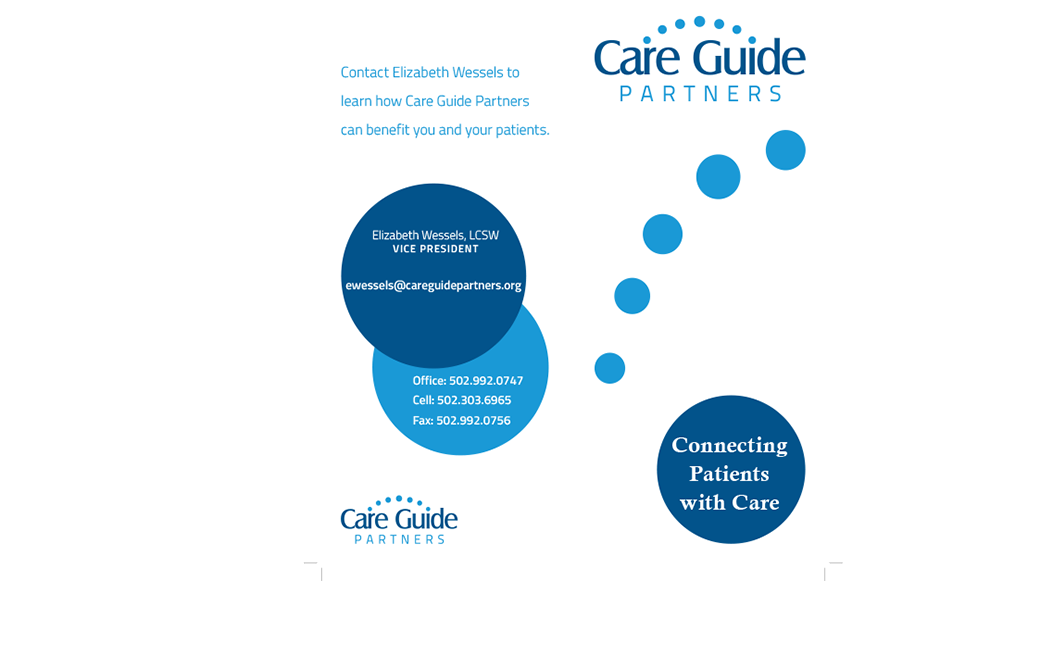 Contact Elizabeth Wessels to
learn how Care Guide Partners
can benefit you and your patients.
Elizabeth Wessels, LCSW
VICE PRESIDENT
ewessels@careguidepartners.org
Office: 502.992.0747
Cell: 502.303.6965
Fax: 502.992.0756
Care Guide
PARTNERS
Care Guide
PARTNERS
Connecting
Patients
with Care